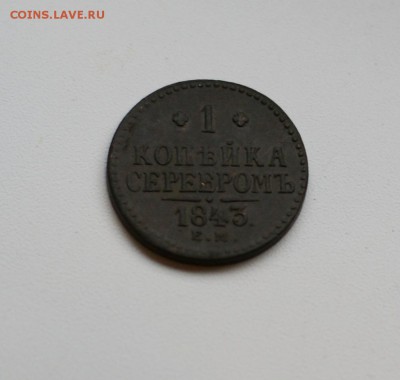 COINS.LAVE.RU
1
КОПѢЙКА
СЕРЕБРОМЪ
1843.
Е.М.